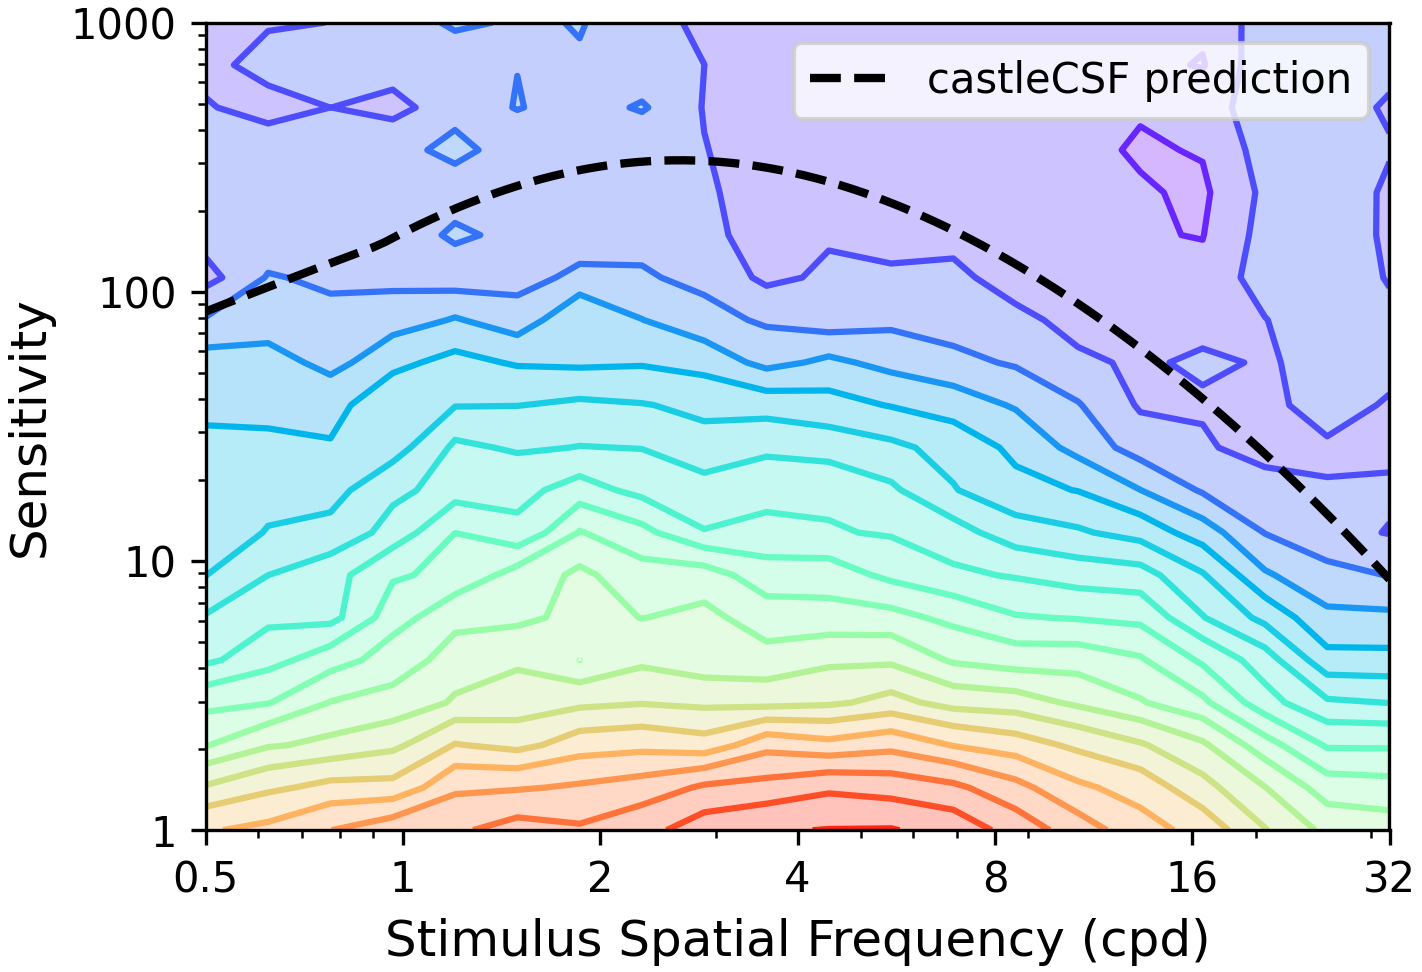 1000
100
10
1
Sensitivity
castleCSF prediction
0.5 1 2 4 8 16 32
Stimulus Spatial Frequency (cpd)